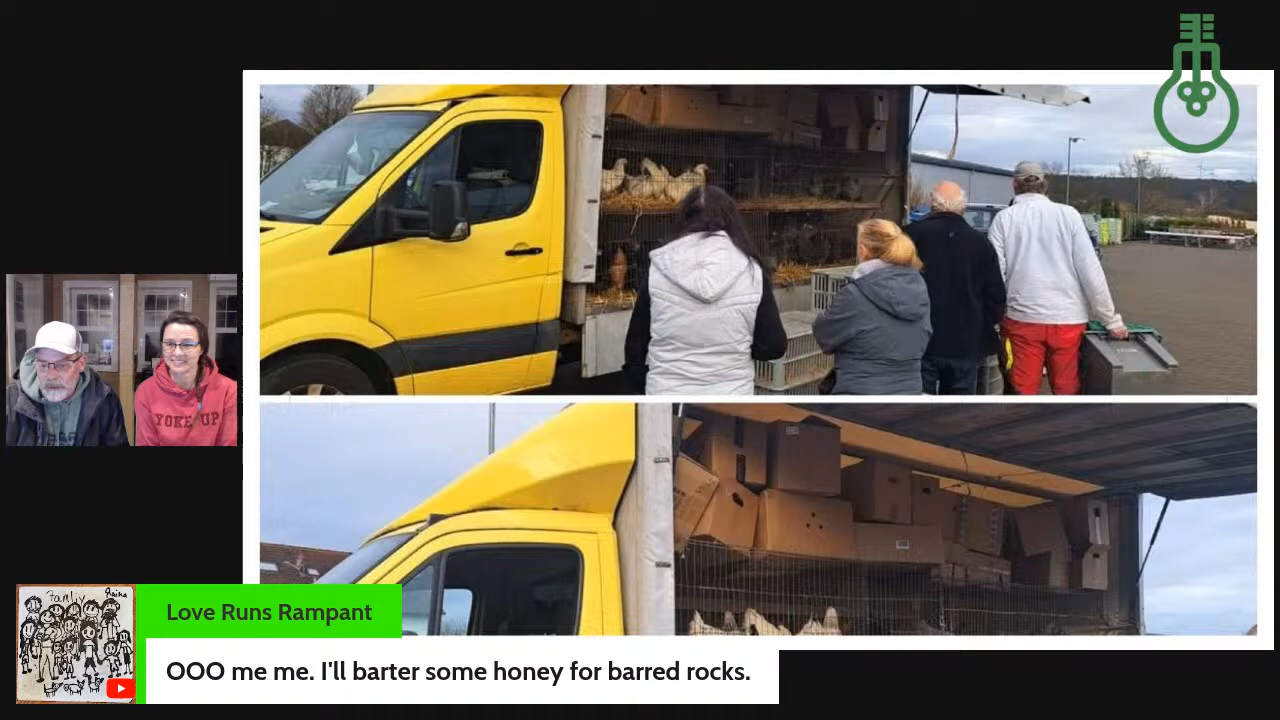 YOKE UP
Family
Love Runs Rampant
OOO me me. I'll barter some honey for barred rocks.